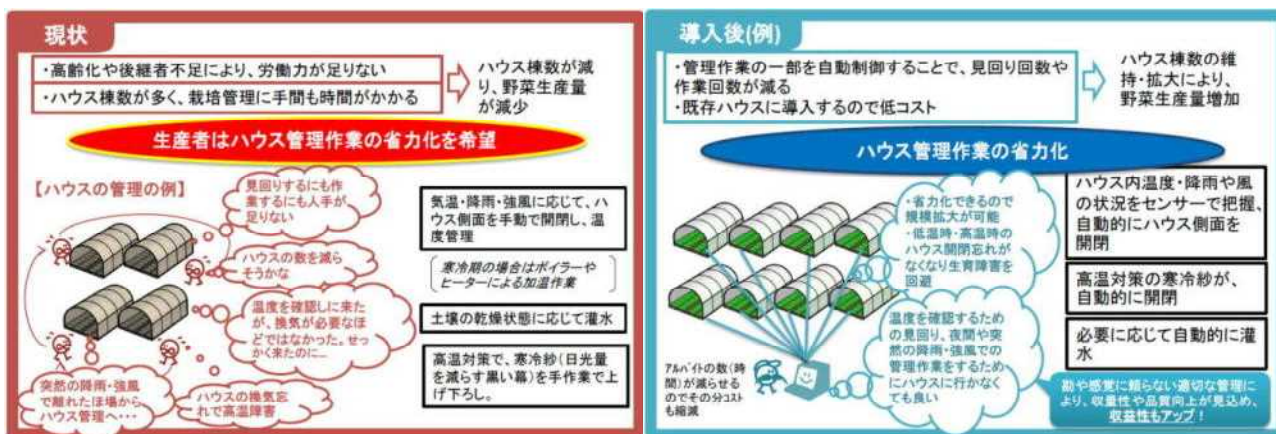 現状
・高齢化や後継者不足により、労働力が足りない
・ハウス棟数が多く、栽培管理に手間も時間がかかる
ハウス棟数が減
り、野菜生産量
が減少
生産者はハウス管理作業の省力化を希望
【ハウスの管理の例】
見回りするにも作
業するにも人手が
足りない
ハウスの数を減ら
そうかな
温度を確認しに来た
が、換気が必要なほ
どではなかった。せっ
かく来たのに…
突然の降雨・強風
で離れたほ場から
ハウス管理へ・・・
ハウスの換気忘
れで高温障害
気温・降雨・強風に応じて、ハ
ウス側面を手動で開閉し、温
度管理
寒冷期の場合はボイラーや
ヒーターによる加温作業
土壌の乾燥状態に応じて灌水
高温対策で、寒冷紗(日光量
を減らす黒い幕)を手作業で上
げ下ろし。
導入後(例)
・管理作業の一部を自動制御することで、見回り回数や
作業回数が減る
・既存ハウスに導入するので低コスト
ハウス棟数の維
持・拡大により、
野菜生産量増加
ハウス管理作業の省力化
・省力化できるので
規模拡大が可能
・低温時・高温時の
ハウス開閉忘れが
なくなり生育障害を
回避
温度を確認するため
の見回り、夜間や突
然の降雨・強風での
管理作業をするため
にハウスに行かなく
ても良い
アルバイトの数(時
間)が減らせる
のでその分コスト
も縮減
ハウス内温度・降雨や風
の状況をセンサーで把握、
自動的にハウス側面を
開閉
高温対策の寒冷紗が、
自動的に開閉
必要に応じて自動的に灌
水
勘や感覚に頼らない適切な管理に
より、収量性や品質向上が見込め、
収益性もアップ!